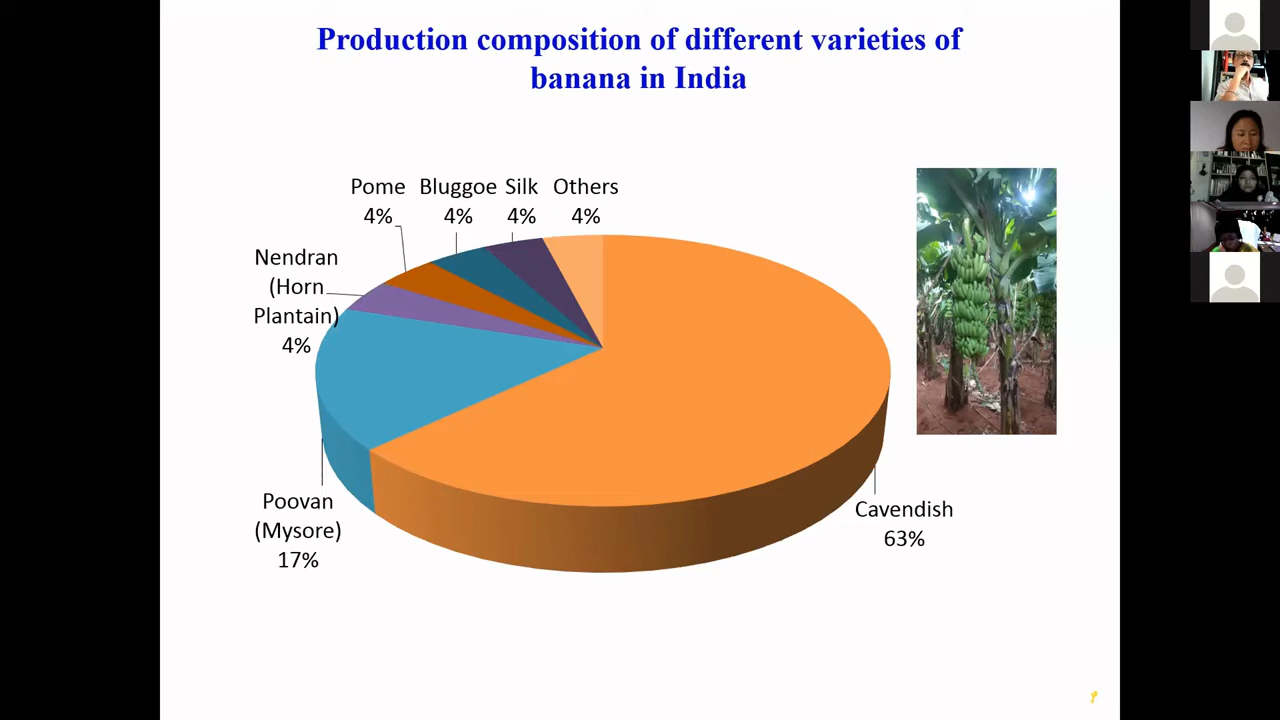 Production composition of different varieties of
banana in India
Pome
4%
Bluggoe
4%
Silk
4%
Others
4%
Nendran
(Horn
Plantain)
4%
Poovan
(Mysore)
17%
Cavendish
63%